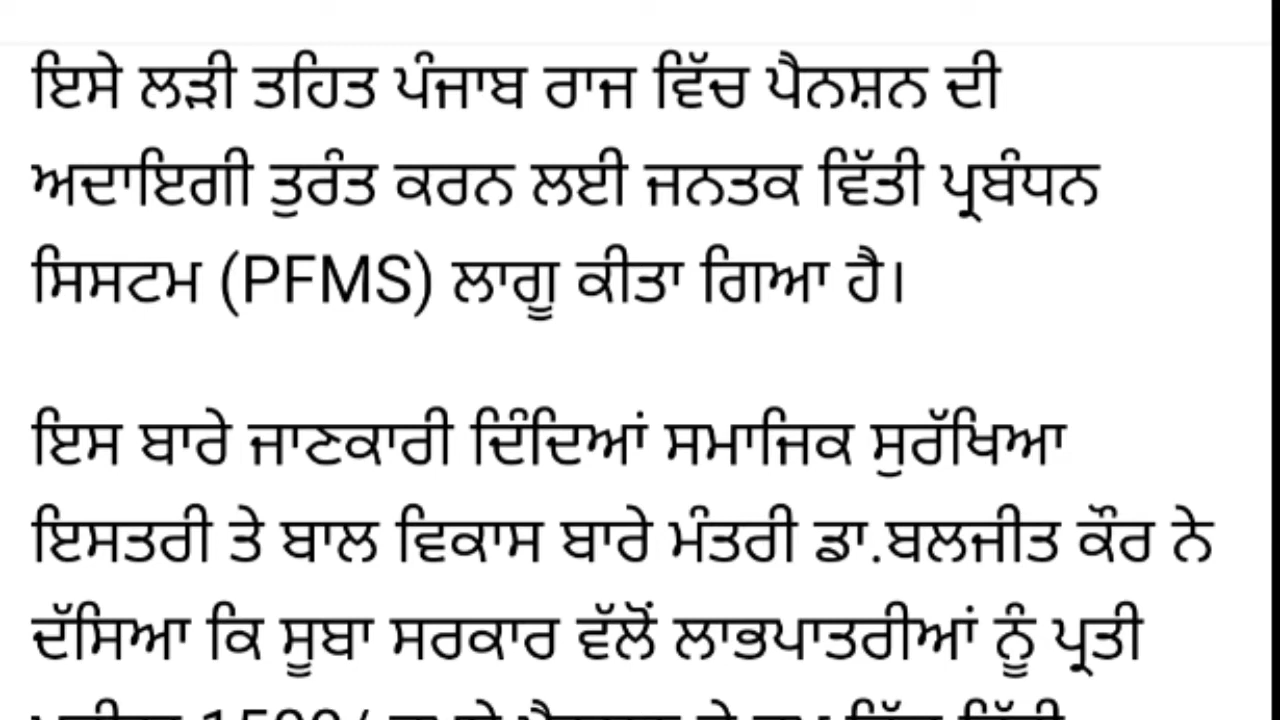 ਇਸੇ ਲੜੀ ਤਹਿਤ ਪੰਜਾਬ ਰਾਜ ਵਿੱਚ ਪੈਨਸ਼ਨ ਦੀ
ਅਦਾਇਗੀ ਤੁਰੰਤ ਕਰਨ ਲਈ ਜਨਤਕ ਵਿੱਤੀ ਪ੍ਰਬੰਧਨ
ਸਿਸਟਮ (PFMS) ਲਾਗੂ ਕੀਤਾ ਗਿਆ ਹੈ।
ਇਸ ਬਾਰੇ ਜਾਣਕਾਰੀ ਦਿੰਦਿਆਂ ਸਮਾਜਿਕ ਸੁਰੱਖਿਆ
ਇਸਤਰੀ ਤੇ ਬਾਲ ਵਿਕਾਸ ਬਾਰੇ ਮੰਤਰੀ ਡਾ.ਬਲਜੀਤ ਕੌਰ ਨੇ
ਦੱਸਿਆ ਕਿ ਸੂਬਾ ਸਰਕਾਰ ਵੱਲੋਂ ਲਾਭਪਾਤਰੀਆਂ ਨੂੰ ਪ੍ਰਤੀ